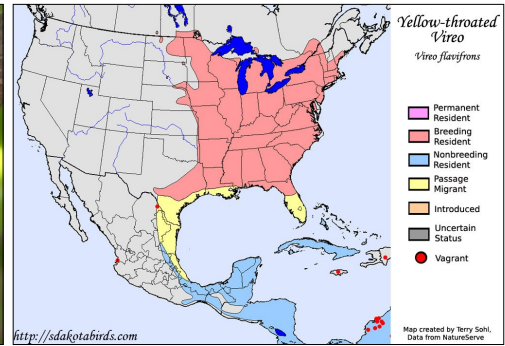 Yellow-throated
Vireo
Vireo flavifrons
Permanent
Resident
Breeding
Resident
Nonbreeding
Resident
Passage
Migrant
Introduced
Uncertain
Status
Vagrant
Map created by Terry Sohl,
Data from NatureServe
http://sdakotabirds.com